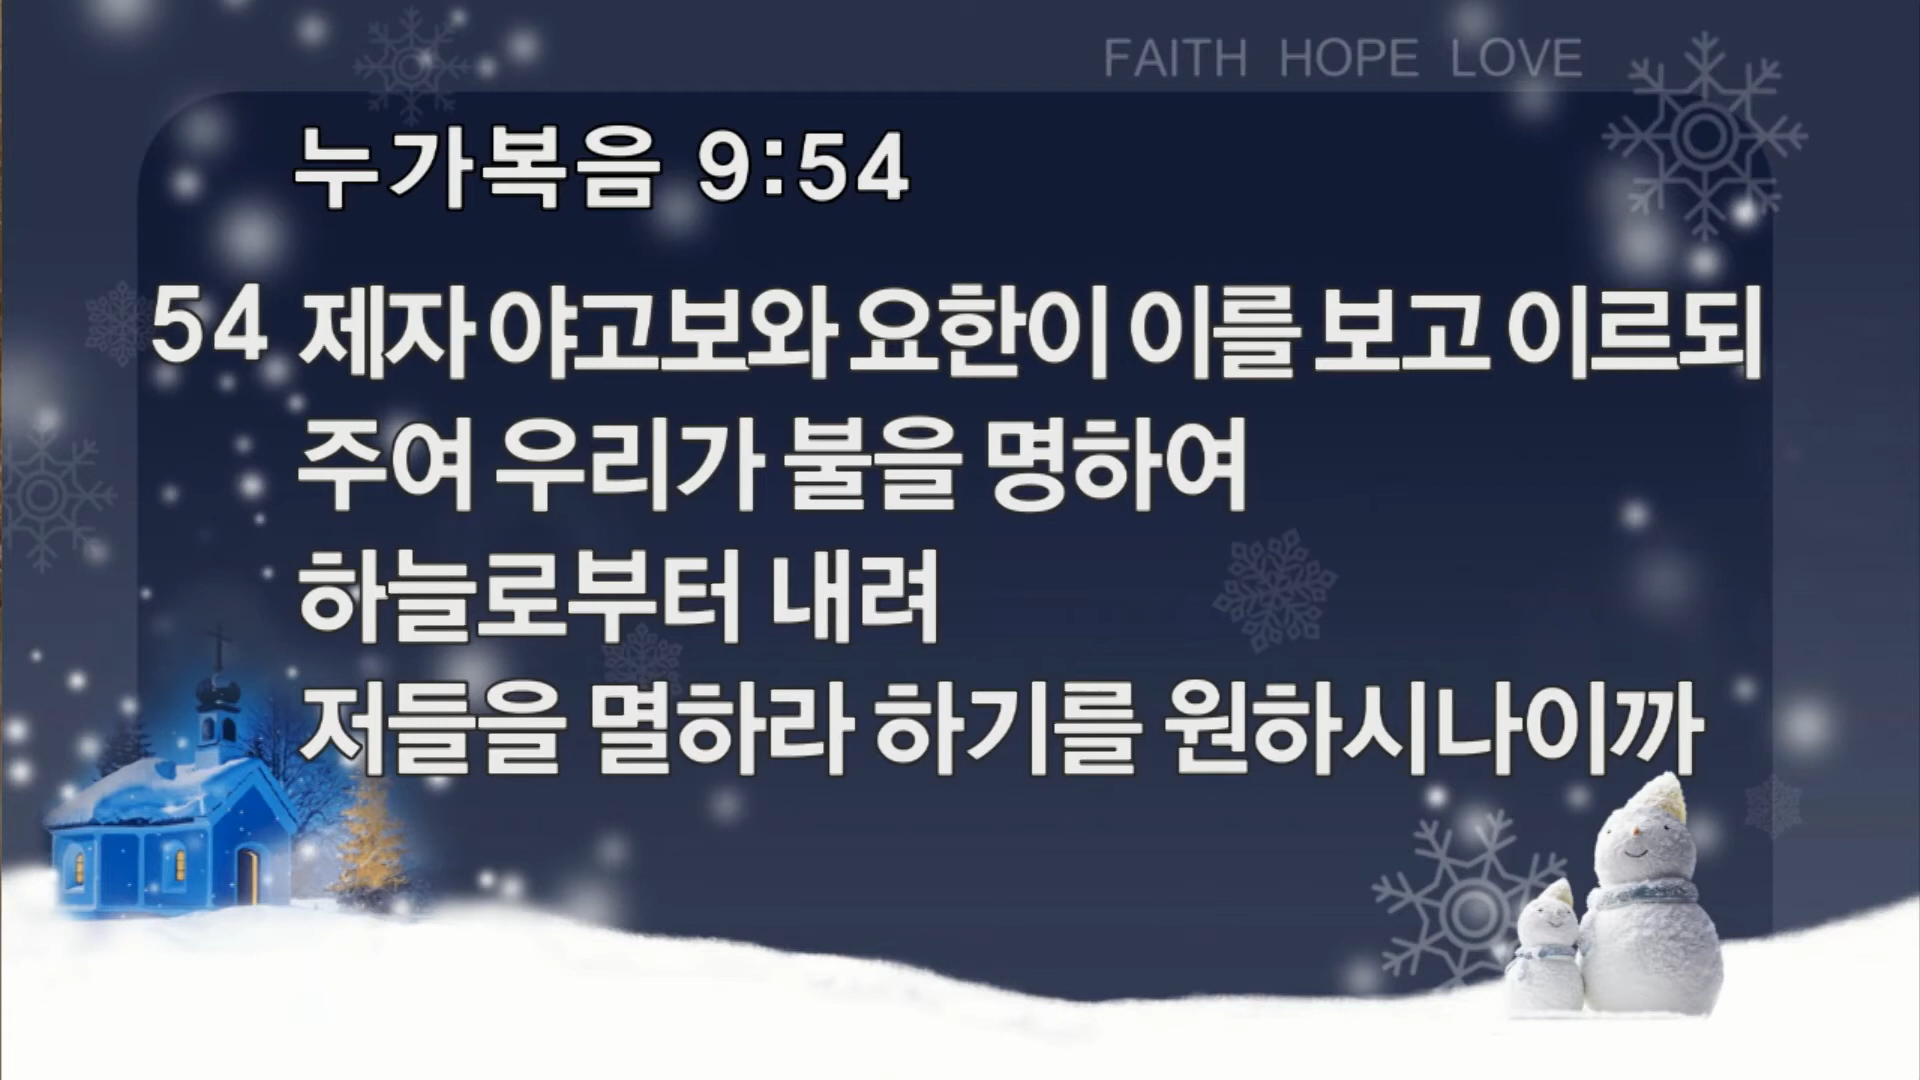 FAITH HOPE LOVE
누가복음 9:54
54 제자 야고보와 요한이 이를 보고 이르되
주여 우리가 불을 명하여
하늘로부터 내려
저들을 멸하라 하기를 원하시나이까